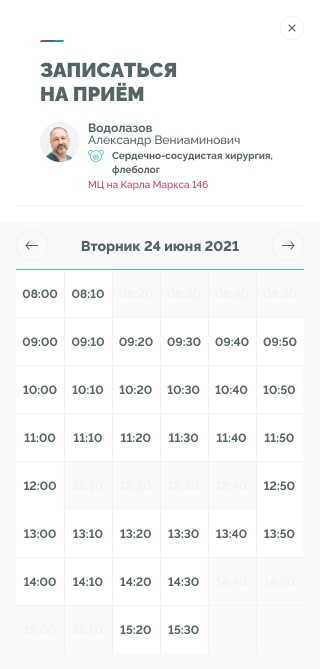 ЗАПИСАТЬСЯ
НА ПРИЁМ
Водолазов
Александр Вениаминович
Сердечно-сосудистая хирургия,
флеболог
МЦ на Карла Маркса 146
Вторник 24 июня 2021
08:00 08:10 08:20 08:30 08:40 08:50
09:00 09:10 09:20 09:30 09:40 09:50
10:00 10:10 10:20 10:30 10:40 10:50
11:00 11:10 11:20 11:30 11:40 11:50
12:00 12:10 12:20 12:30 12:40 12:50
13:00 13:10 13:20 13:30 13:40 13:50
14:00 14:10 14:20 14:30 14:40 14:50
15:00 15:10 15:20 15:30 - -